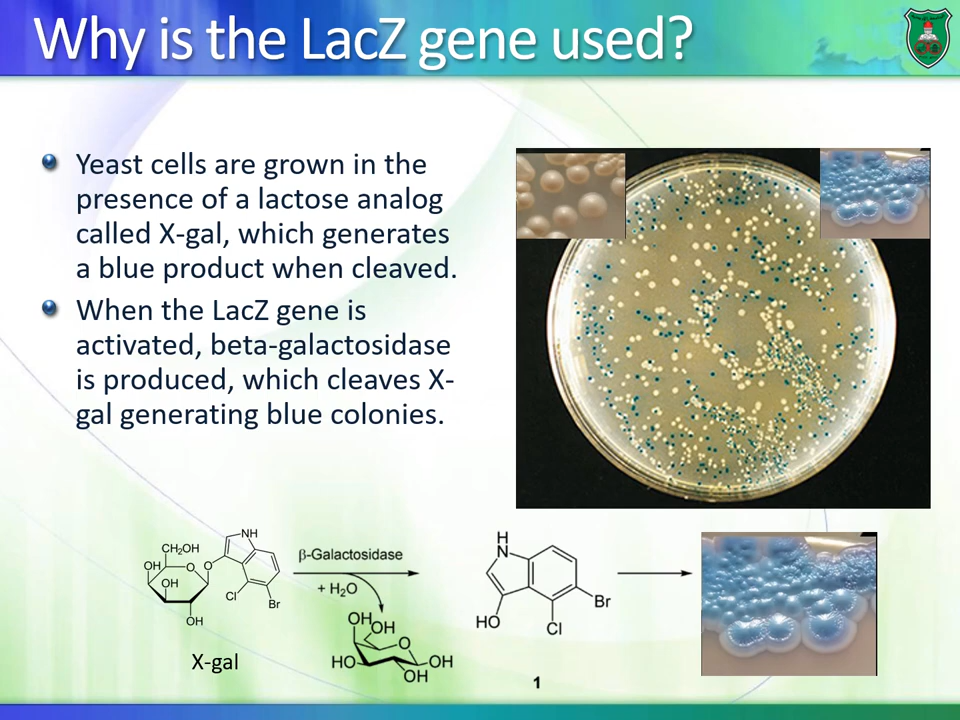 Why is the LacZ gene used?
Yeast cells are grown in the
presence of a lactose analog
called X-gal, which generates
a blue product when cleaved.
When the LacZ gene is
activated, beta-galactosidase
is produced, which cleaves X-
gal generating blue colonies.
NH
CH₂OH
OH
O
O
OH
Cl
Br
OH
X-gal
β-Galactosidase
+ H₂O
OH
OH
O
HO
OH
OH
H
N
HO
Cl
Br
1